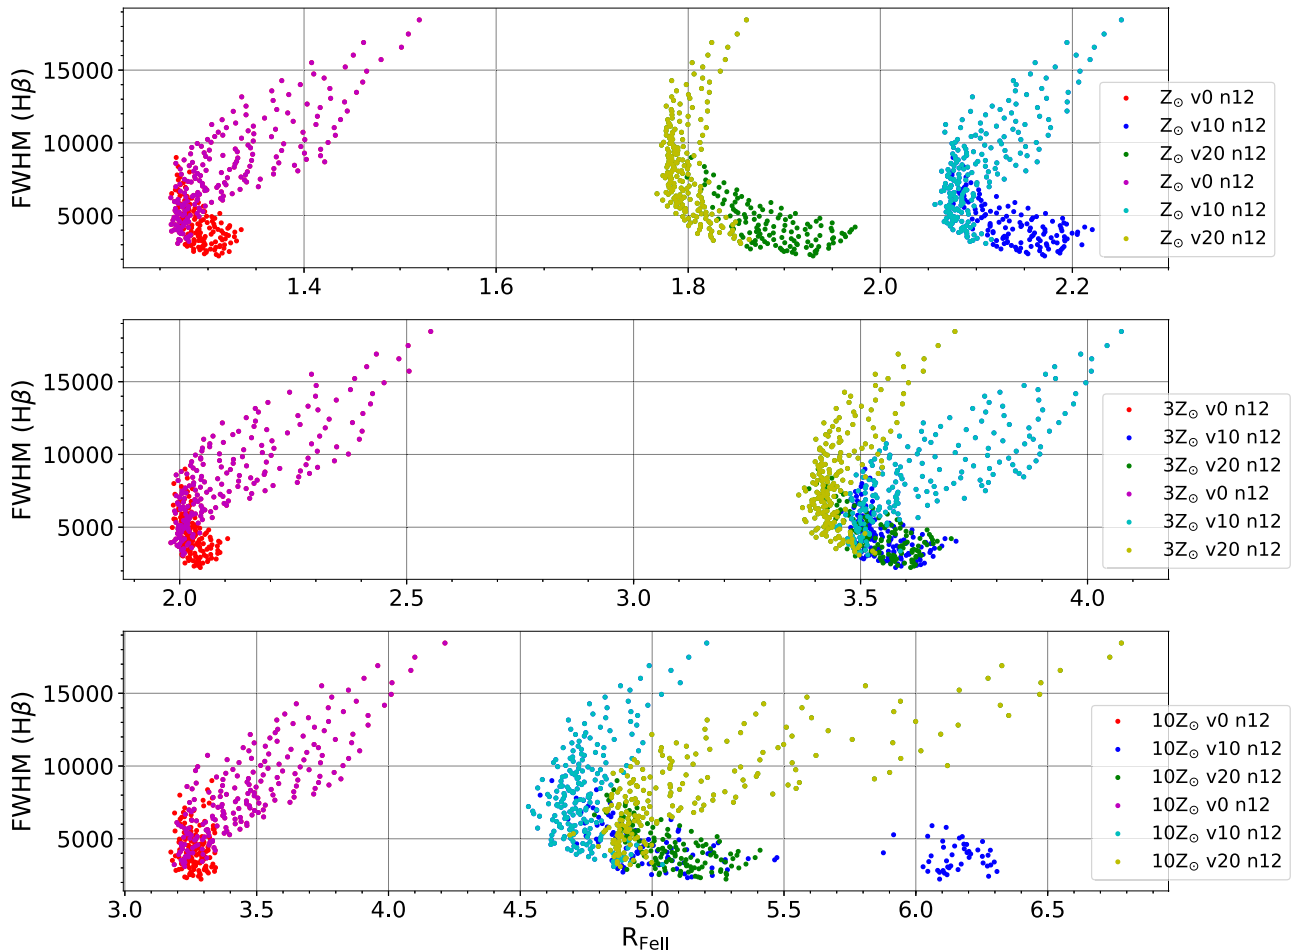 FWHM (Hβ)
15000
10000
5000
1.4
1.6
1.8
2.0
2.2
Z⊙ v0 n12
Z⊙ v10 n12
Z⊙ v20 n12
Z⊙ v0 n12
Z⊙ v10 n12
Z⊙ v20 n12
FWHM (Hβ)
15000
10000
5000
2.0
2.5
3.0
3.5
4.0
3Z⊙ v0 n12
3Z⊙ v10 n12
3Z⊙ v20 n12
3Z⊙ v0 n12
3Z⊙ v10 n12
3Z⊙ v20 n12
FWHM (Hβ)
15000
10000
5000
3.0
3.5
4.0
4.5
5.0
5.5
6.0
6.5
10Z⊙ v0 n12
10Z⊙ v10 n12
10Z⊙ v20 n12
10Z⊙ v0 n12
10Z⊙ v10 n12
10Z⊙ v20 n12
R_FeII